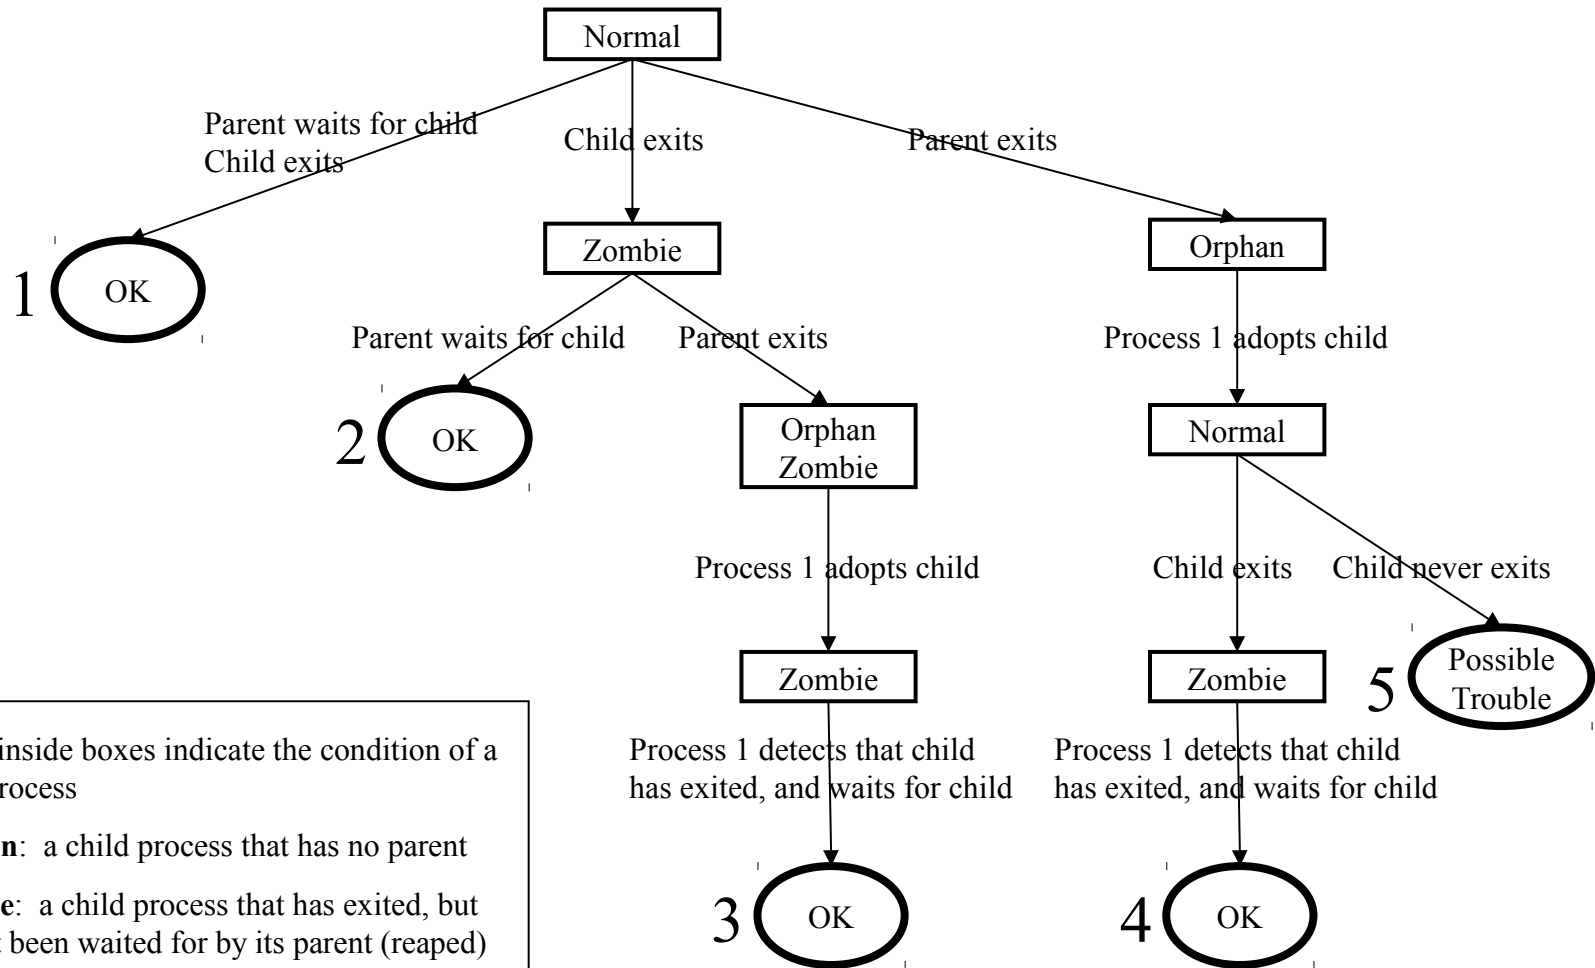 Normal
Parent waits for child
Child exits
Child exits
Parent exits
Zombie
Orphan
1
OK
Parent waits for child
Parent exits
Process 1 adopts child
2
OK
Orphan
Zombie
Normal
Process 1 adopts child
Child exits
Child never exits
Zombie
Zombie
5
Possible
Trouble
Process 1 detects that child
has exited, and waits for child
Process 1 detects that child
has exited, and waits for child
3
OK
4
OK
inside boxes indicate the condition of a
rocess
n: a child process that has no parent
e: a child process that has exited, but
t been waited for by its parent (reaped)